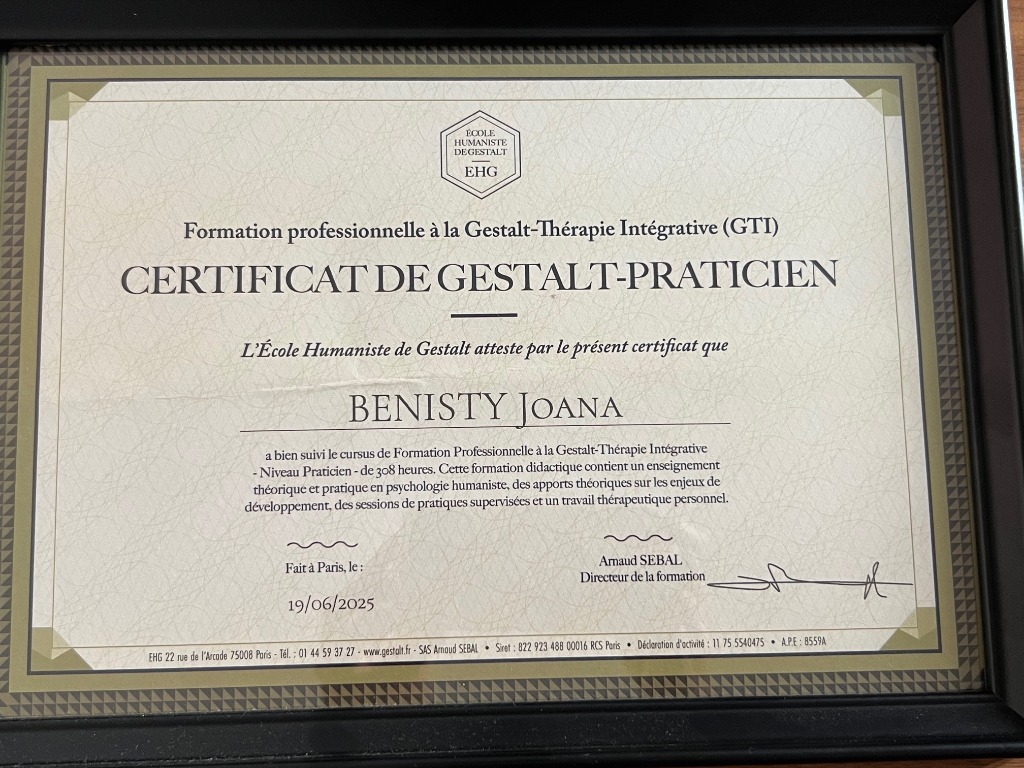 ÉCOLE
HUMANISTE
DE GESTALT
EHG
Formation professionnelle à la Gestalt-Thérapie Intégrative (GTI)
CERTIFICAT DE GESTALT-PRATICIEN
L'École Humaniste de Gestalt atteste par le présent certificat que
BENISTY Joana
a bien suivi le cursus de Formation Professionnelle à la Gestalt-Thérapie Intégrative
- Niveau Praticien - de 308 heures. Cette formation didactique contient un enseignement
théorique et pratique en psychologie humaniste, des apports théoriques sur les enjeux de
développement, des sessions de pratiques supervisées et un travail thérapeutique personnel.
Fait à Paris, le :
19/06/2025
Arnaud SEBAL
Directeur de la formation
EHG 22 rue de l'Arcade 75008 Paris - Tél. : 01 44 59 37 27 - www.gestalt.fr - SAS Arnaud SEBAL • Siret : 822 923 488 00016 RCS Paris • Déclaration d'activité : 11 75 5540475 • A.P.E : 8559A